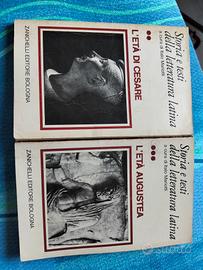 Storia e testi
della letteratura latina
a cura di Italo Mariotti
●●
L'ETÀ DI CESARE
ZANICHELLI EDITORE BOLOGNA
Storia e testi
della letteratura latina
a cura di Italo Mariotti
●●●
L'ETÀ AUGUSTEA
ZANICHELLI EDITORE BOLOGNA
Subito